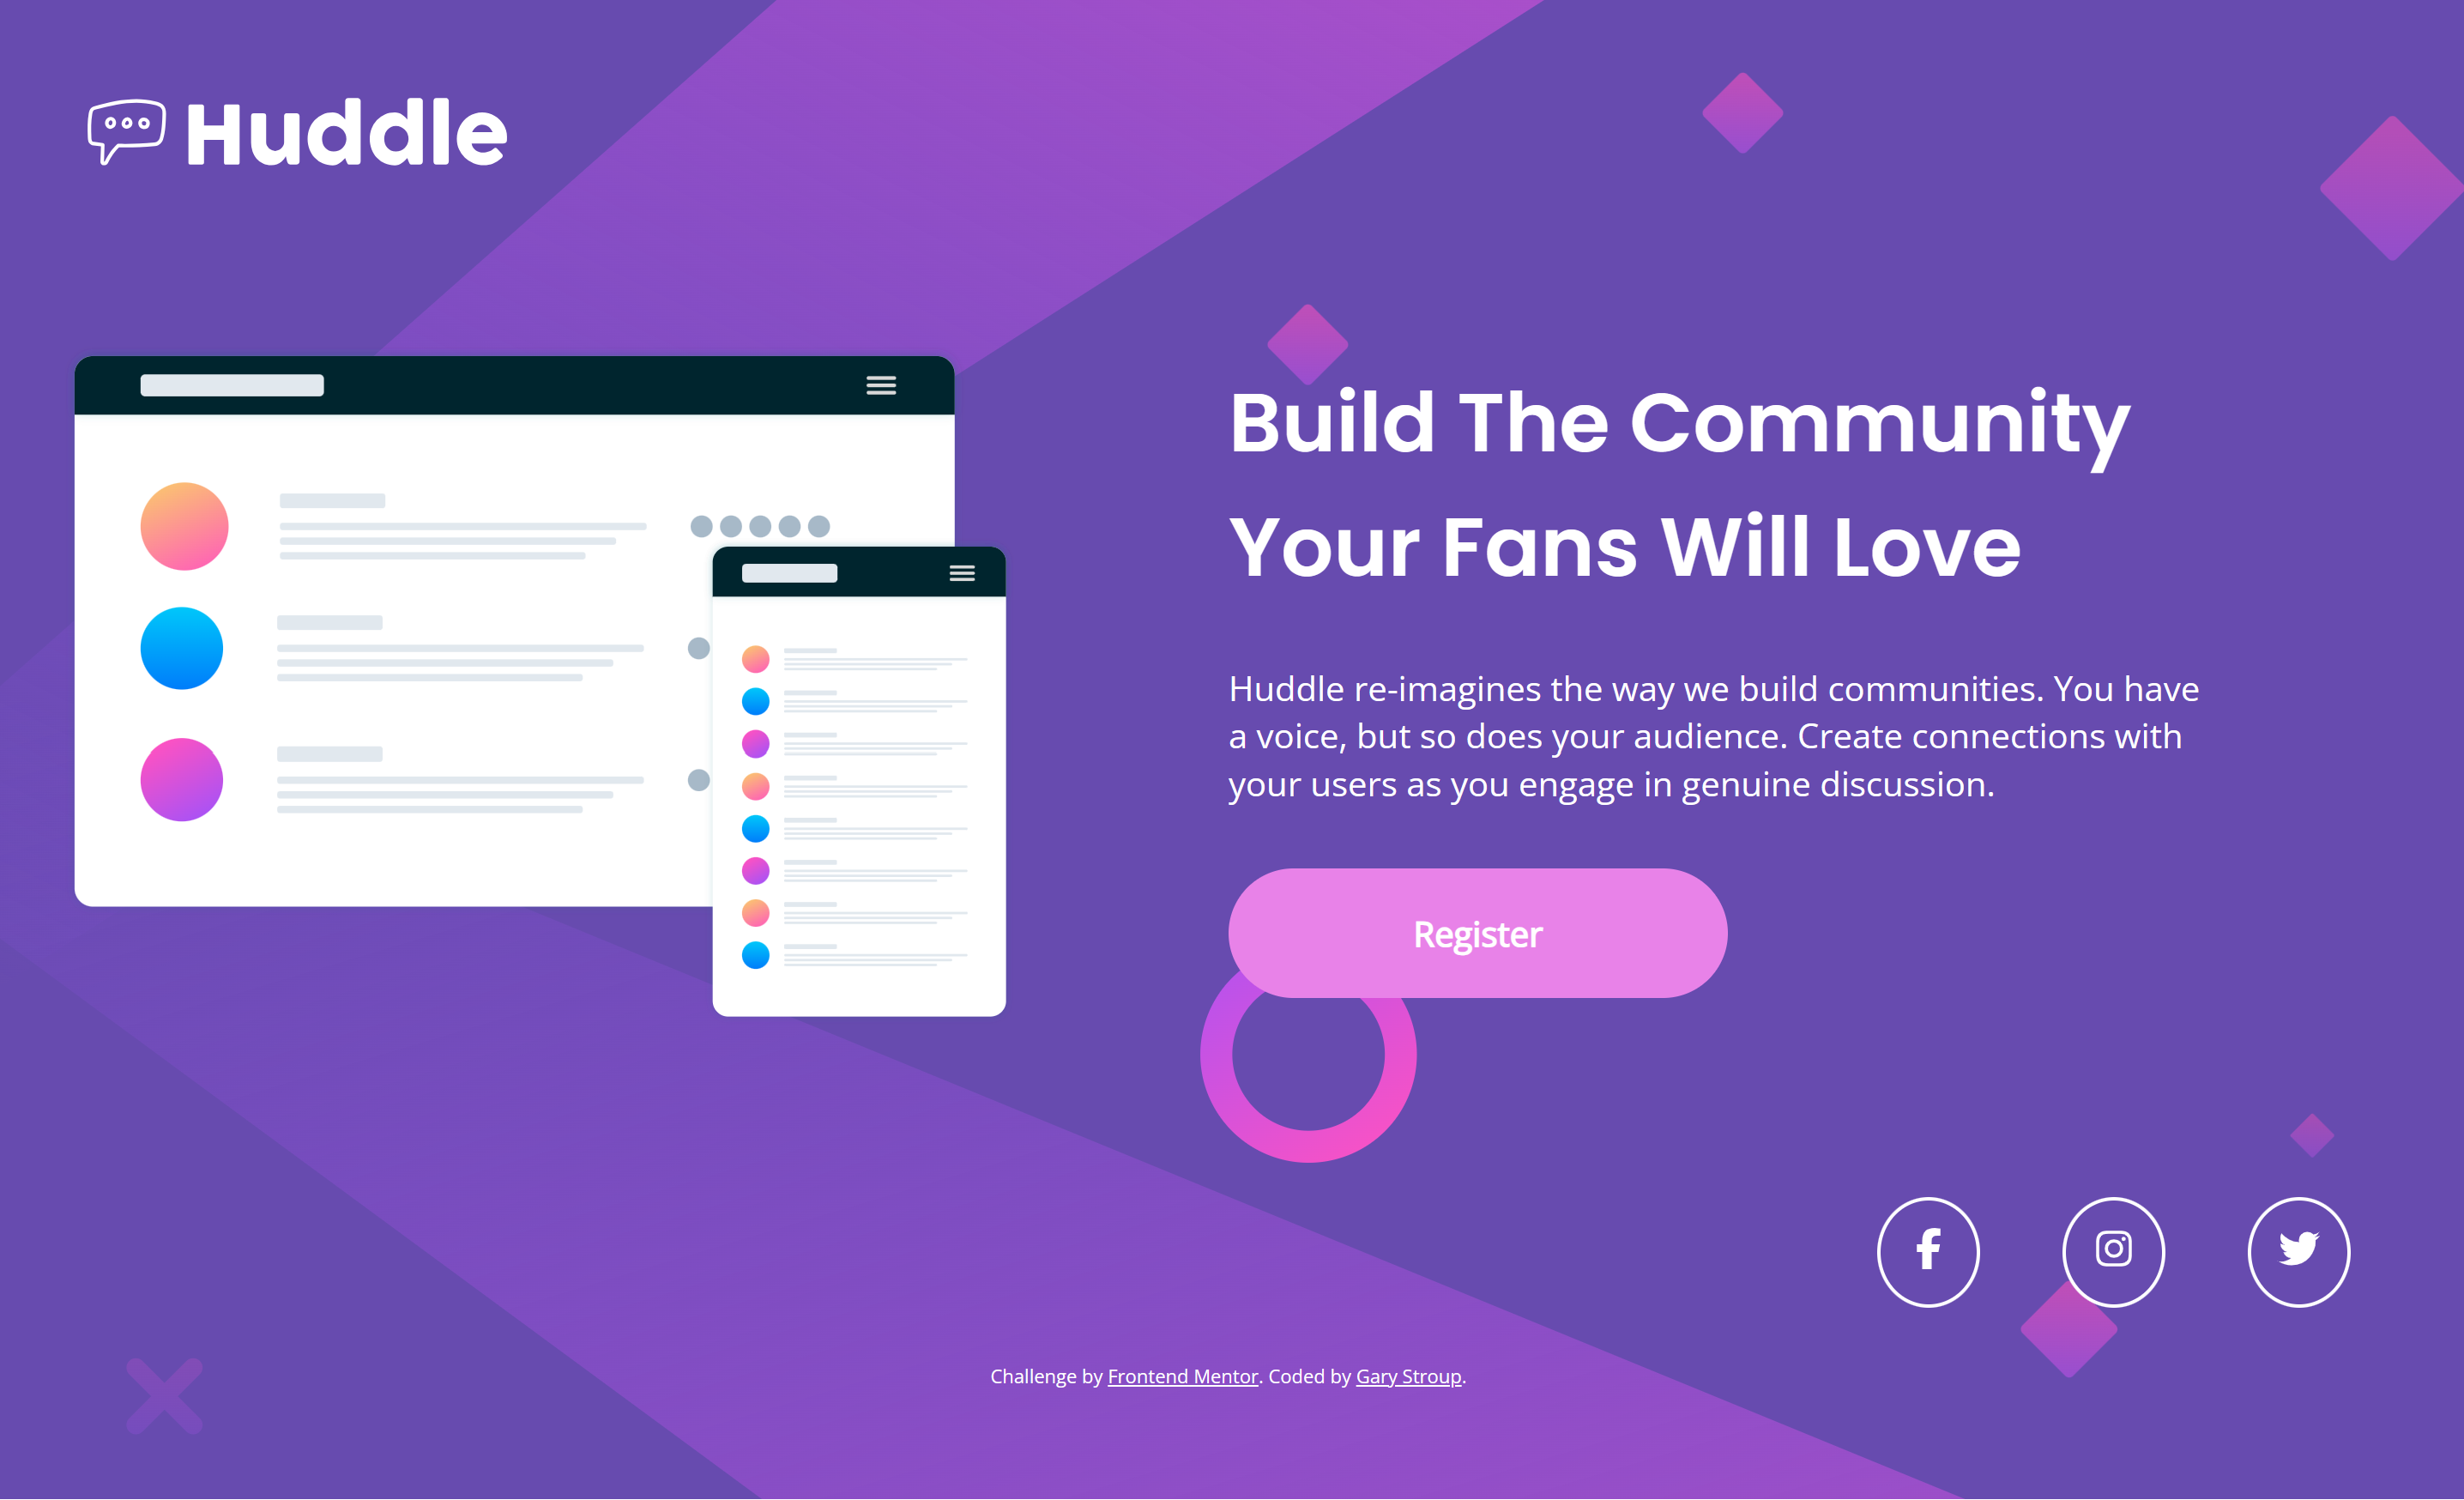 Huddle
Build The Community
Your Fans Will Love
Huddle re-imagines the way we build communities. You have
a voice, but so does your audience. Create connections with
your users as you engage in genuine discussion.
Register
Challenge by Frontend Mentor. Coded by Gary Stroup.